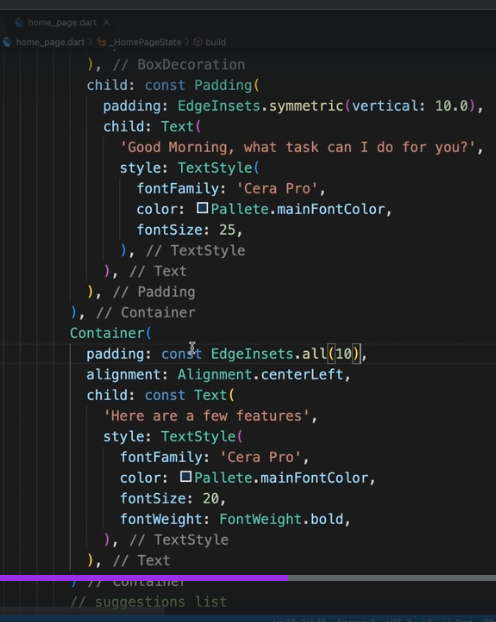 home_page.dart ×
home_page.dart > _HomePageState > build
), // BoxDecoration
child: const Padding(
padding: EdgeInsets.symmetric(vertical: 10.0),
child: Text(
'Good Morning, what task can I do for you?',
style: TextStyle(
fontFamily: 'Cera Pro',
color: Pallete.mainFontColor,
fontSize: 25,
), // TextStyle
), // Text
), // Padding
), // Container
Container(
padding: const EdgeInsets.all(10),
alignment: Alignment.centerLeft,
child: const Text(
'Here are a few features',
style: TextStyle(
fontFamily: 'Cera Pro',
color: Pallete.mainFontColor,
fontSize: 20,
fontWeight: FontWeight.bold,
), // TextStyle
), // Text
) // Container
// suggestions list